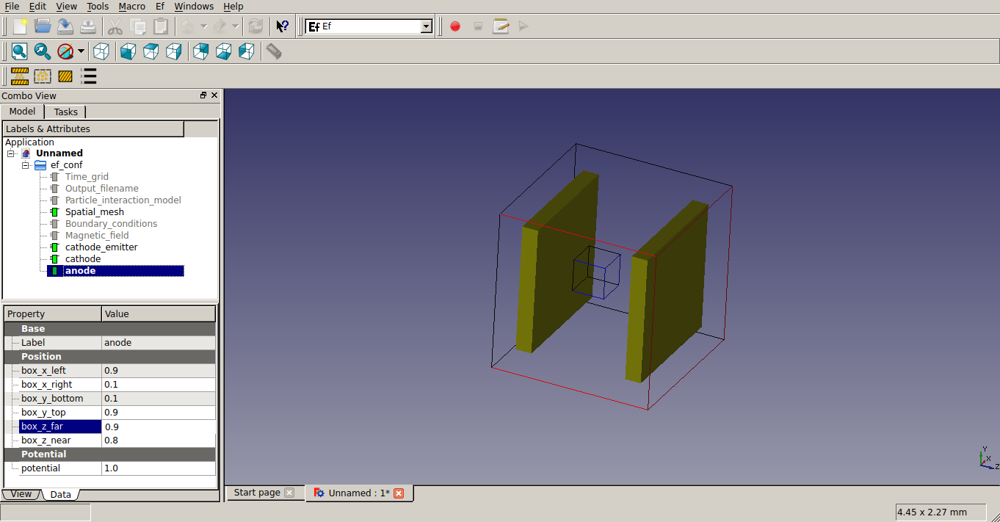 File Edit View Tools Macro Ef Windows Help
Ef Ef
Combo View
Model Tasks
Labels & Attributes
Application
Unnamed
ef_conf
Time_grid
Output_filename
Particle_interaction_model
Spatial_mesh
Boundary_conditions
Magnetic_field
cathode_emitter
cathode
anode
Property Value
Base
Label anode
Position
box_x_left 0.9
box_x_right 0.1
box_y_bottom 0.1
box_y_top 0.9
box_z_far 0.9
box_z_near 0.8
Potential
potential 1.0
View Data
Y
X
Z
Start page Unnamed : 1*
4.45 x 2.27 mm